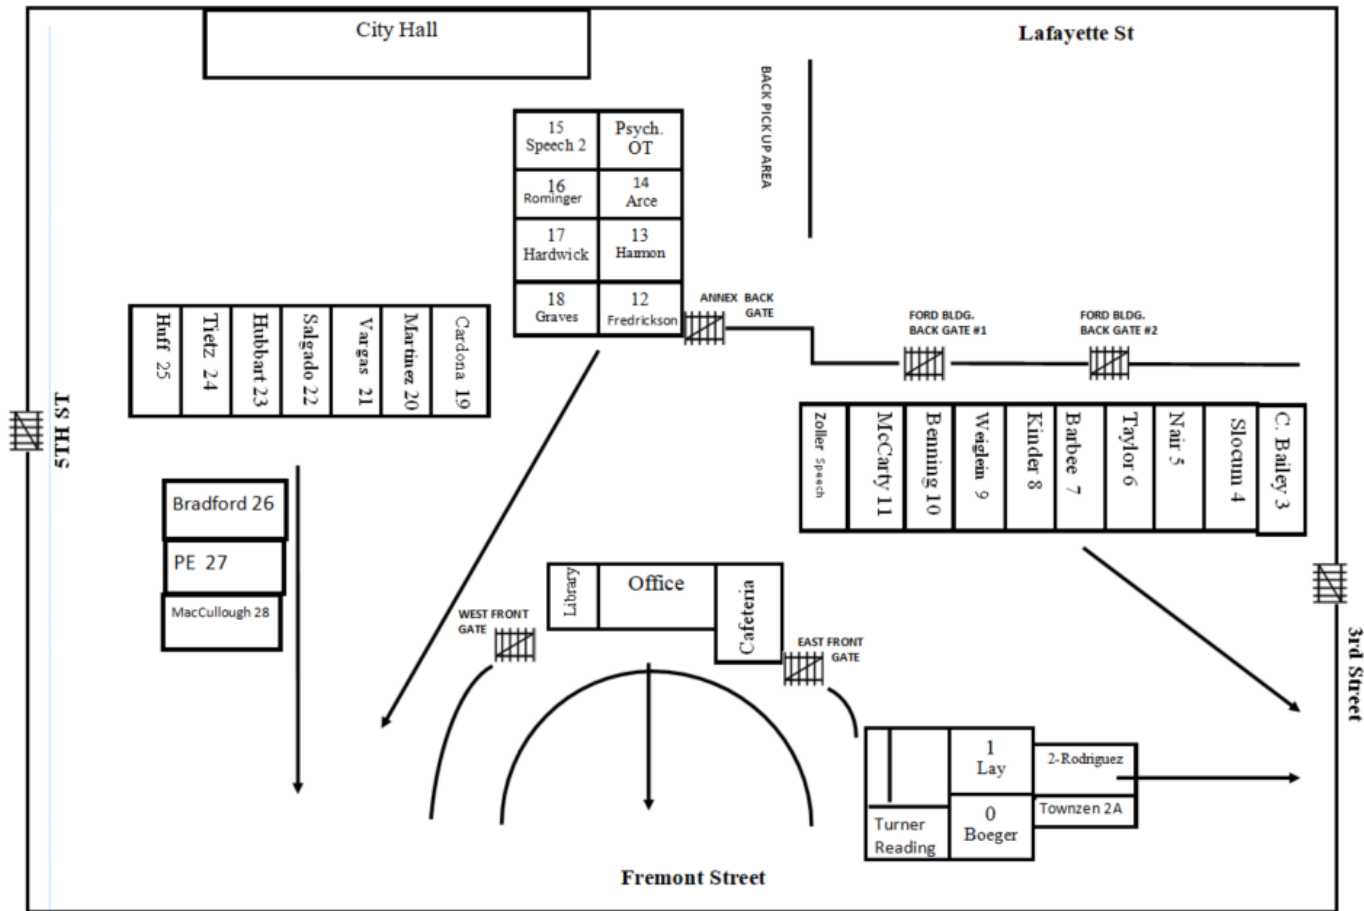 City Hall
Lafayette St
BACK PICK UP AREA
15
Speech 2
Psych.
OT
16
Rominger
14
Arce
17
Hardwick
13
Harmon
18
Graves
12
Fredrickson
ANNEX BACK
GATE
FORD BLDG.
BACK GATE #1
FORD BLDG.
BACK GATE #2
Huff 25
Tietz 24
Hubbart 23
Salgado 22
Vargas 21
Martinez 20
Cardona 19
5TH ST
Zoller Speech
McCarty 11
Benning 10
Weiglein 9
Kinder 8
Barbee 7
Taylor 6
Nair 5
Slocum 4
C. Bailey 3
Bradford 26
PE 27
MacCullough 28
Library
Office
Cafeteria
WEST FRONT
GATE
EAST FRONT
GATE
3rd Street
1
Lay
2-Rodriguez
0
Boeger
Townzen 2A
Turner
Reading
Fremont Street